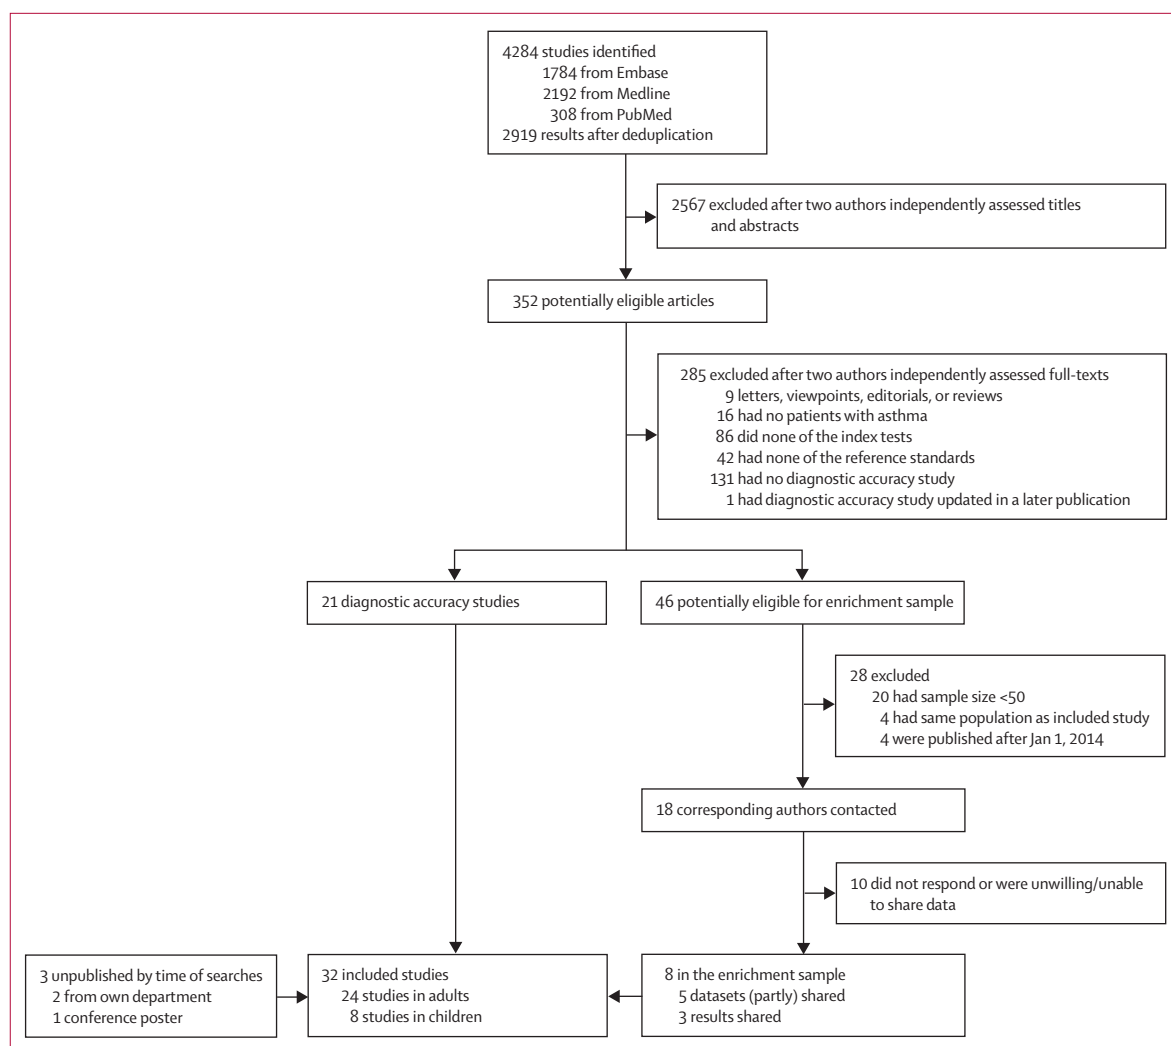 4284 studies identified
1784 from Embase
2192 from Medline
308 from PubMed
2919 results after deduplication
2567 excluded after two authors independently assessed titles
and abstracts
352 potentially eligible articles
285 excluded after two authors independently assessed full-texts
9 letters, viewpoints, editorials, or reviews
16 had no patients with asthma
86 did none of the index tests
42 had none of the reference standards
131 had no diagnostic accuracy study
1 had diagnostic accuracy study updated in a later publication
21 diagnostic accuracy studies
46 potentially eligible for enrichment sample
28 excluded
20 had sample size <50
4 had same population as included study
4 were published after Jan 1, 2014
18 corresponding authors contacted
10 did not respond or were unwilling/unable
to share data
3 unpublished by time of searches
2 from own department
1 conference poster
32 included studies
24 studies in adults
8 studies in children
8 in the enrichment sample
5 datasets (partly) shared
3 results shared